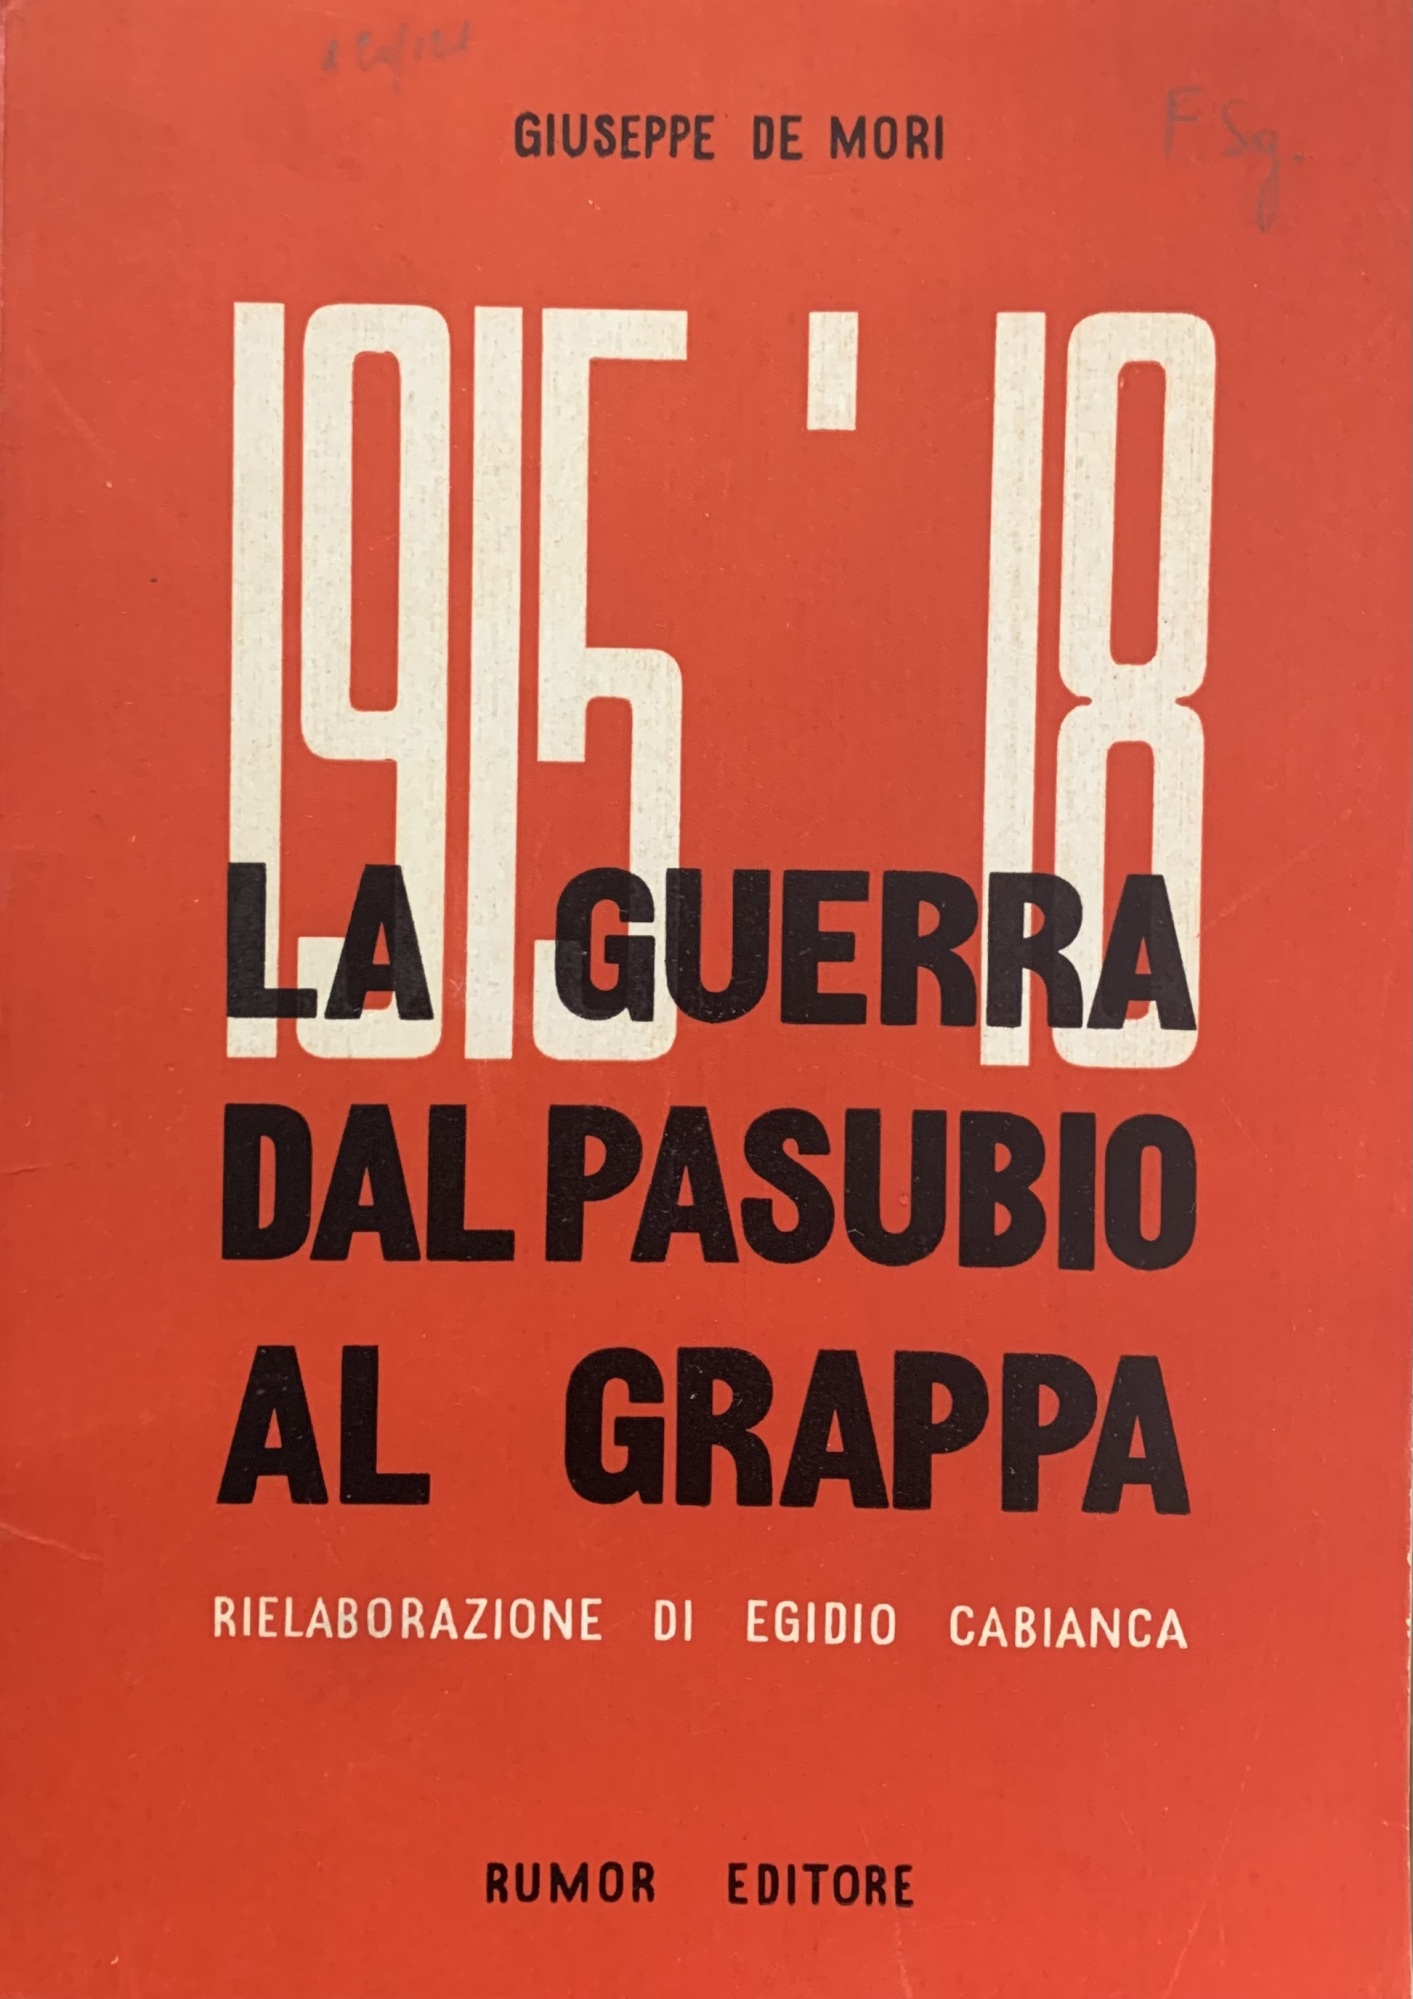 F Sg.
GIUSEPPE DE MORI
1915 '18
LA GUERRA
DAL PASUBIO
AL GRAPPA
RIELABORAZIONE DI EGIDIO CABIANCA
RUMOR EDITORE